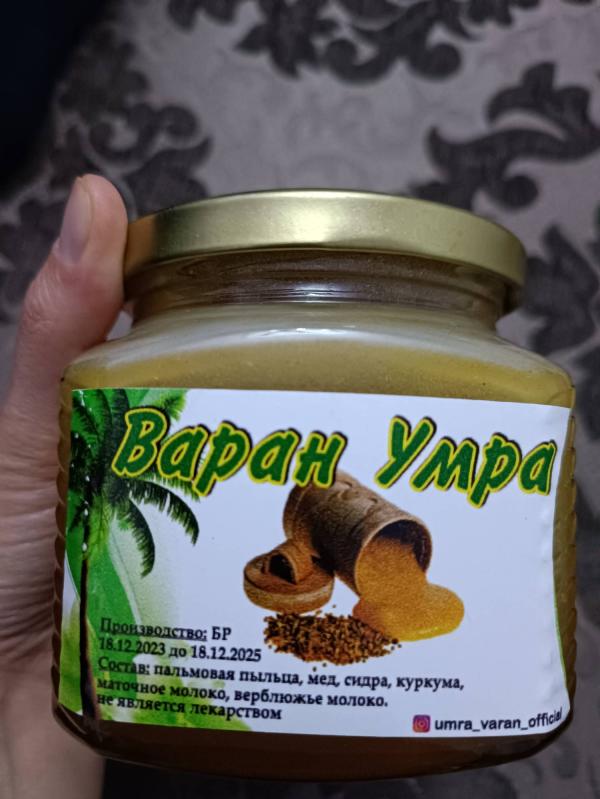 Варан Умра
Производство: БР
18.12.2023 до 18.12.2025
Состав: пальмовая пыльца, мед, сидра, куркума,
маточное молоко, верблюжье молоко.
не является лекарством
umra_varan_official